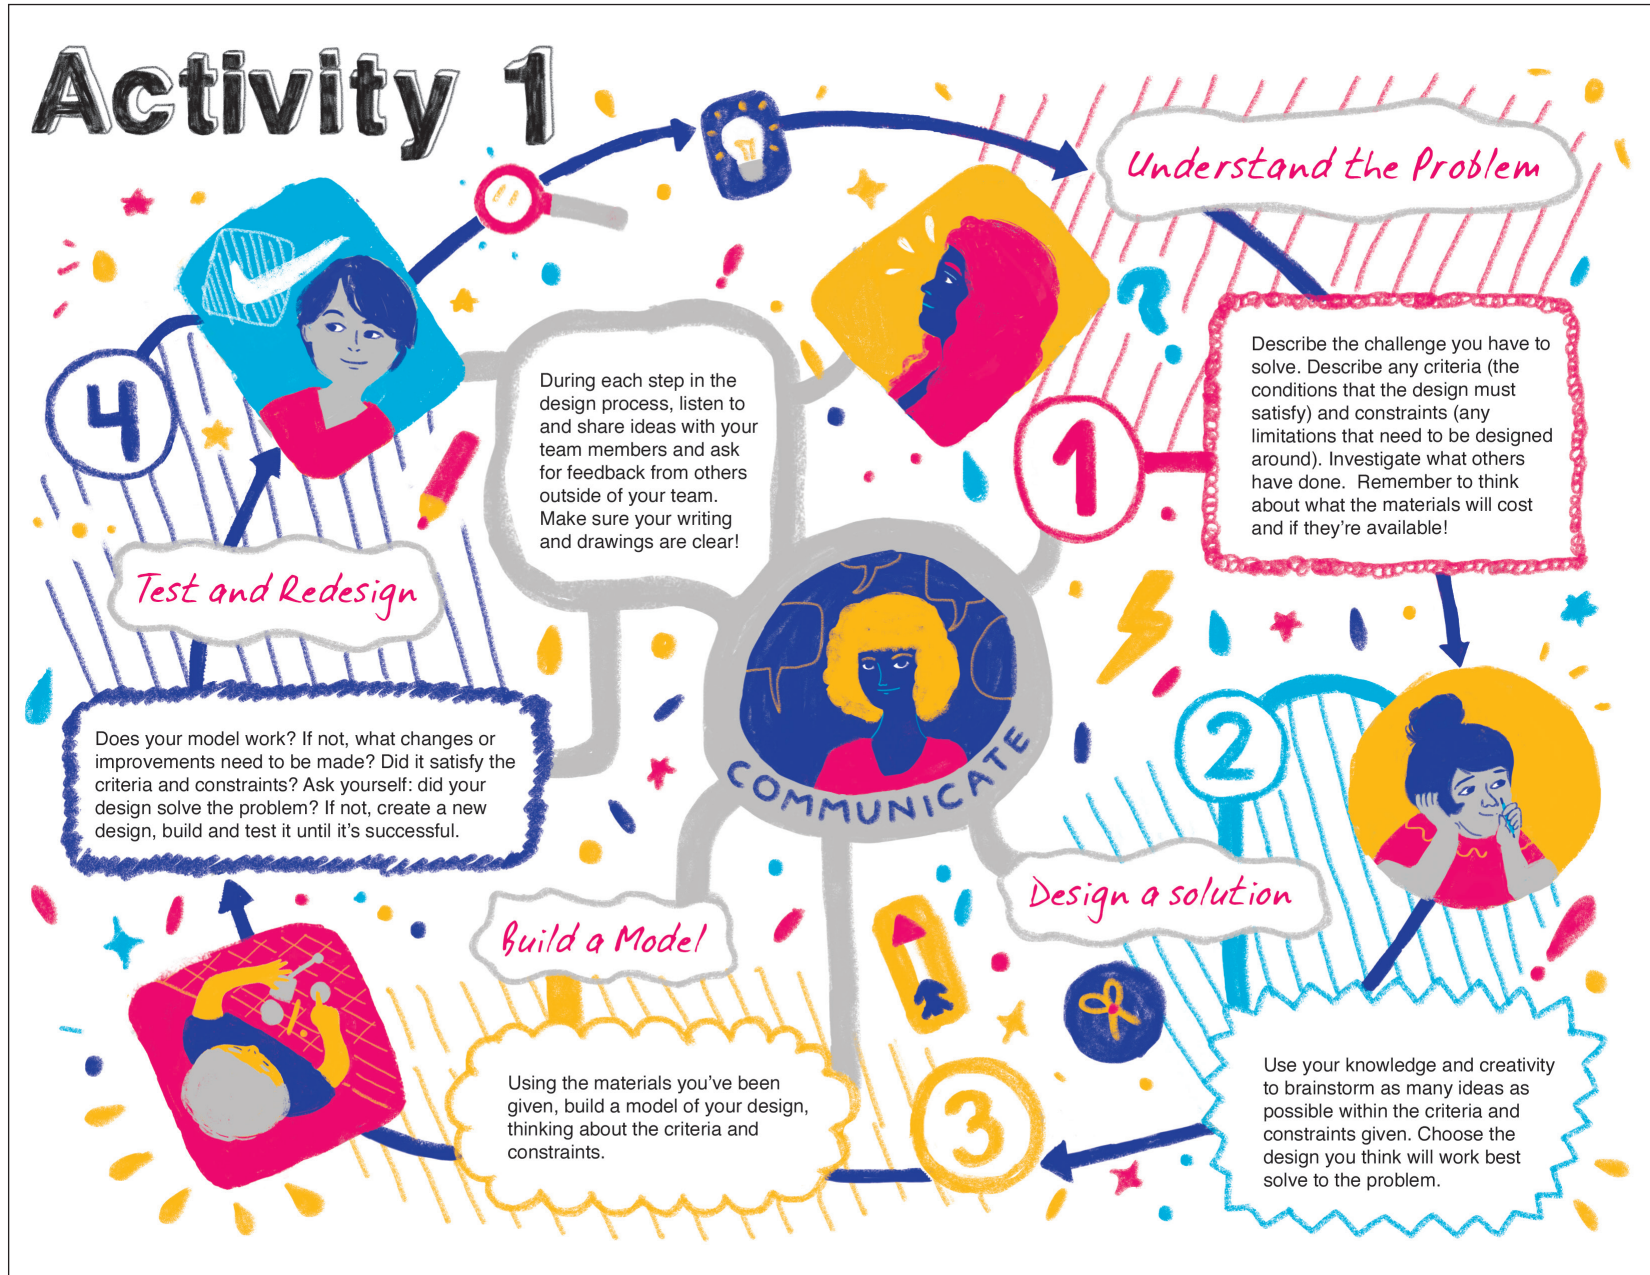 Activity 1
Understand the Problem
1
Describe the challenge you have to
solve. Describe any criteria (the
conditions that the design must
satisfy) and constraints (any
limitations that need to be designed
around). Investigate what others
have done.  Remember to think
about what the materials will cost
and if they're available!
2
Design a solution
Use your knowledge and creativity
to brainstorm as many ideas as
possible within the criteria and
constraints given. Choose the
design you think will work best
solve to the problem.
3
Build a Model
Using the materials you've been
given, build a model of your design,
thinking about the criteria and
constraints.
4
Test and Redesign
Does your model work? If not, what changes or
improvements need to be made? Did it satisfy the
criteria and constraints? Ask yourself: did your
design solve the problem? If not, create a new
design, build and test it until it's successful.
During each step in the
design process, listen to
and share ideas with your
team members and ask
for feedback from others
outside of your team.
Make sure your writing
and drawings are clear!
COMMUNICATE